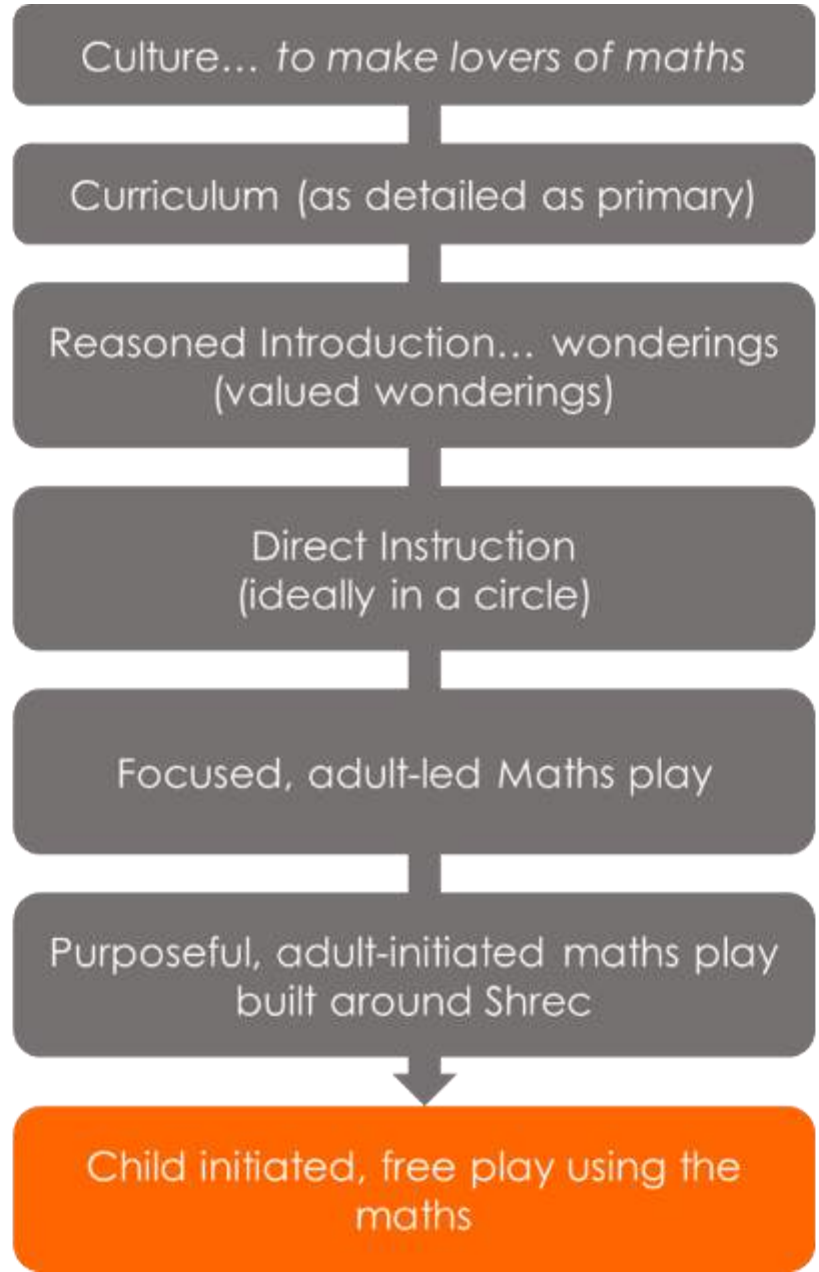 Culture... to make lovers of maths
Curriculum (as detailed as primary)
Reasoned Introduction... wonderings
(valued wonderings)
Direct Instruction
(ideally in a circle)
Focused, adult-led Maths play
Purposeful, adult-initiated maths play
built around Shrec
Child initiated, free play using the
maths